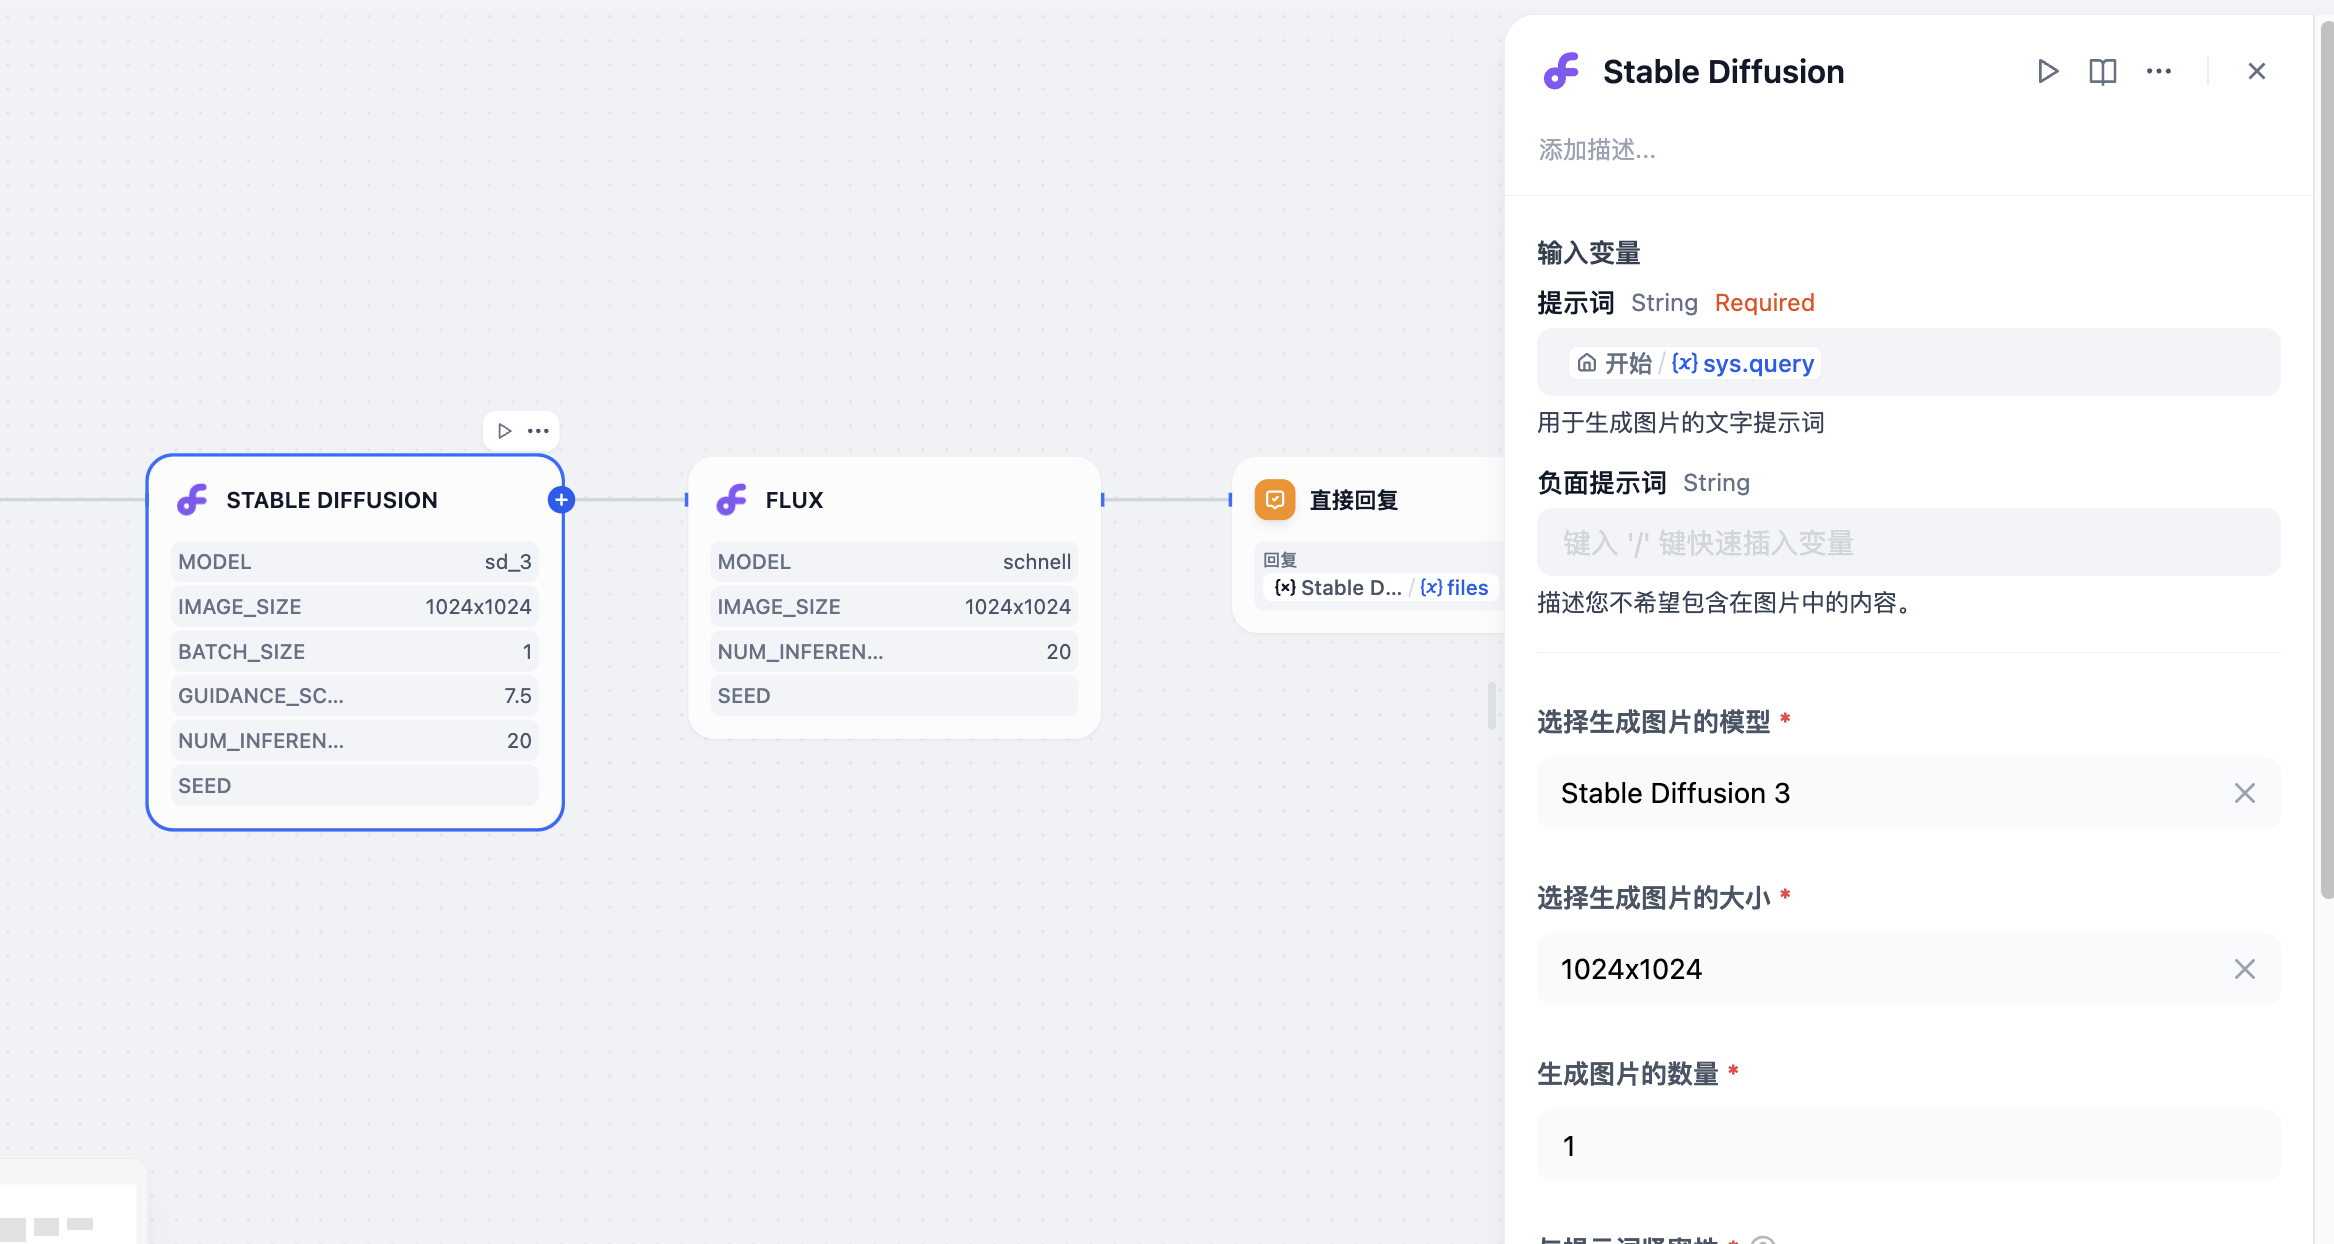 STABLE DIFFUSION
MODEL sd_3
IMAGE_SIZE 1024x1024
BATCH_SIZE 1
GUIDANCE_SC... 7.5
NUM_INFEREN... 20
SEED
FLUX
MODEL schnell
IMAGE_SIZE 1024x1024
NUM_INFEREN... 20
SEED
直接回复
回复
{x} Stable D... / {x} files
Stable Diffusion
添加描述...
输入变量
提示词 String Required
开始 / {x} sys.query
用于生成图片的文字提示词
负面提示词 String
键入 '/' 键快速插入变量
描述您不希望包含在图片中的内容。
选择生成图片的模型 *
Stable Diffusion 3
选择生成图片的大小 *
1024x1024
生成图片的数量 *
1